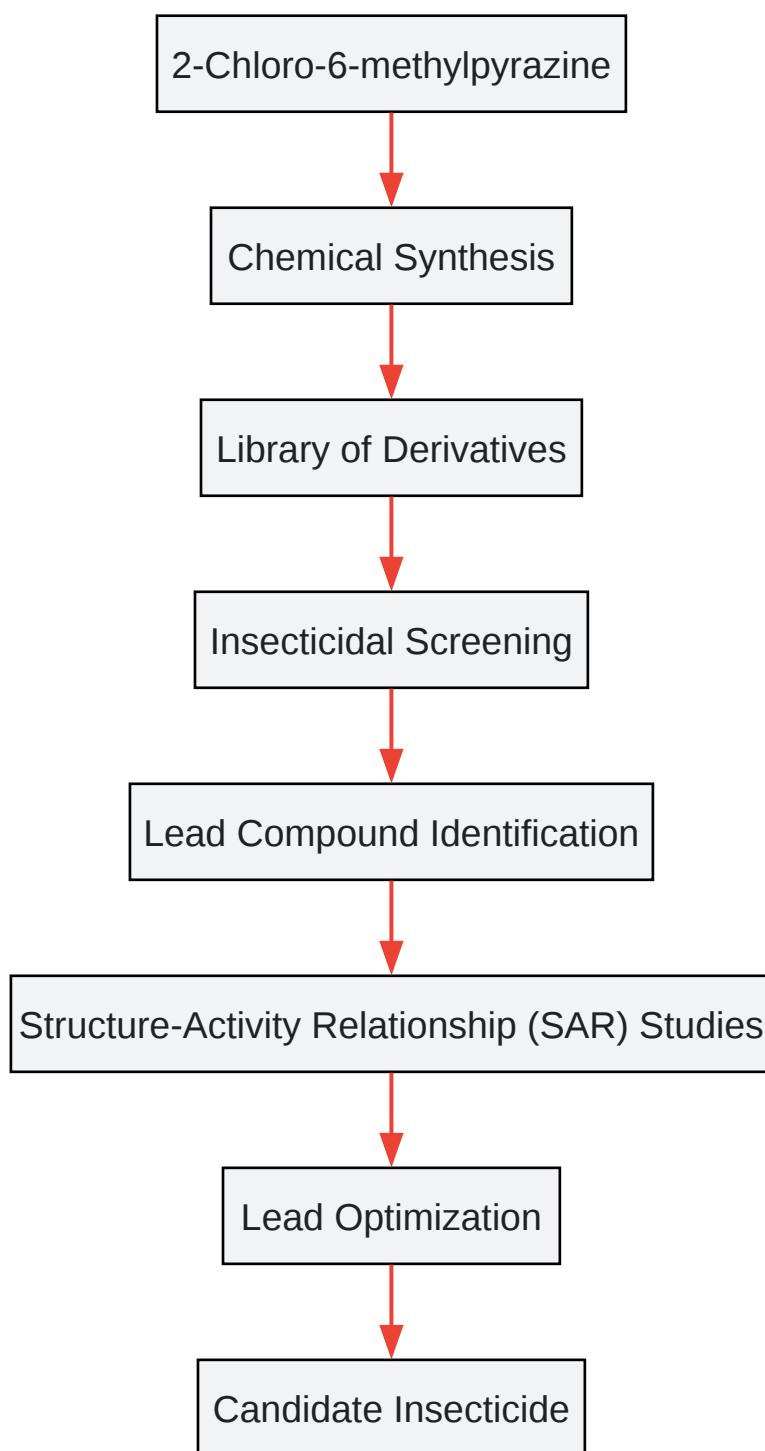 2-Chloro-6-methylpyrazine
Chemical Synthesis
Library of Derivatives
Insecticidal Screening
Lead Compound Identification
Structure-Activity Relationship (SAR) Studies
Lead Optimization
Candidate Insecticide